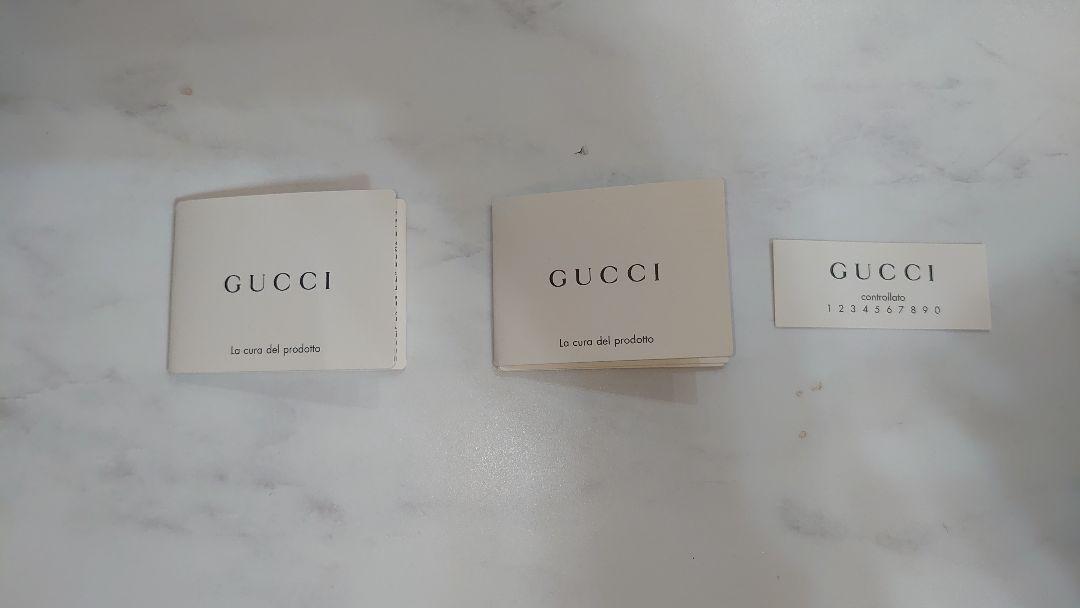 GUCCI
La cura del prodotto
GUCCI
La cura del prodotto
GUCCI
controllato
1 2 3 4 5 6 7 8 9 0